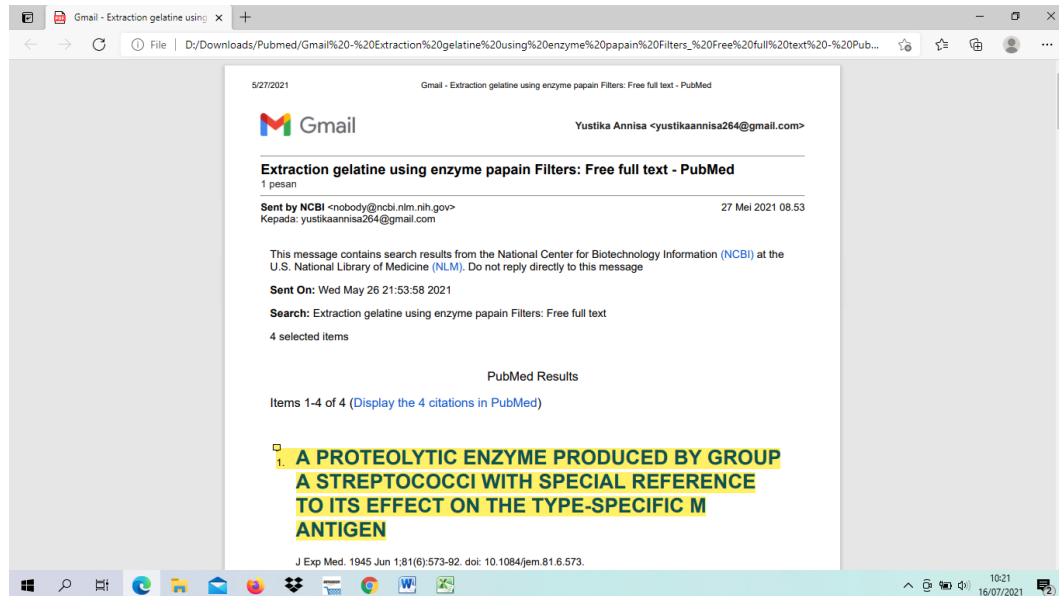 Gmail - Extraction gelatine using
File | D:/Downloads/Pubmed/Gmail%20-%20Extraction%20gelatine%20using%20enzyme%20papain%20Filters_%20Free%20full%20text%20-%20Pub...
5/27/2021 Gmail - Extraction gelatine using enzyme papain Filters: Free full text - PubMed
Gmail Yustika Annisa <yustikaannisa264@gmail.com>
Extraction gelatine using enzyme papain Filters: Free full text - PubMed
1 pesan
Sent by NCBI <nobody@ncbi.nlm.nih.gov> 27 Mei 2021 08.53
Kepada: yustikaannisa264@gmail.com
This message contains search results from the National Center for Biotechnology Information (NCBI) at the
U.S. National Library of Medicine (NLM). Do not reply directly to this message
Sent On: Wed May 26 21:53:58 2021
Search: Extraction gelatine using enzyme papain Filters: Free full text
4 selected items
PubMed Results
Items 1-4 of 4 (Display the 4 citations in PubMed)
1. A PROTEOLYTIC ENZYME PRODUCED BY GROUP
A STREPTOCOCCI WITH SPECIAL REFERENCE
TO ITS EFFECT ON THE TYPE-SPECIFIC M
ANTIGEN
J Exp Med. 1945 Jun 1;81(6):573-92. doi: 10.1084/jem.81.6.573.
10:21
16/07/2021